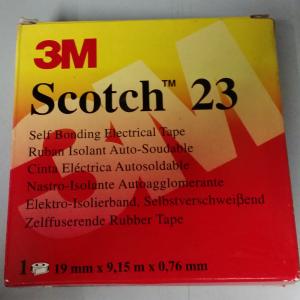 3M
Scotch™ 23
Self Bonding Electrical Tape
Ruban Isolant Auto-Soudable
Cinta Eléctrica Autosoldable
Nastro-Isolante Autoagglomerante
Elektro-Isolierband, Selbstverschweißend
Zelffuserende Rubber Tape
1 19 mm x 9,15 m x 0,76 mm